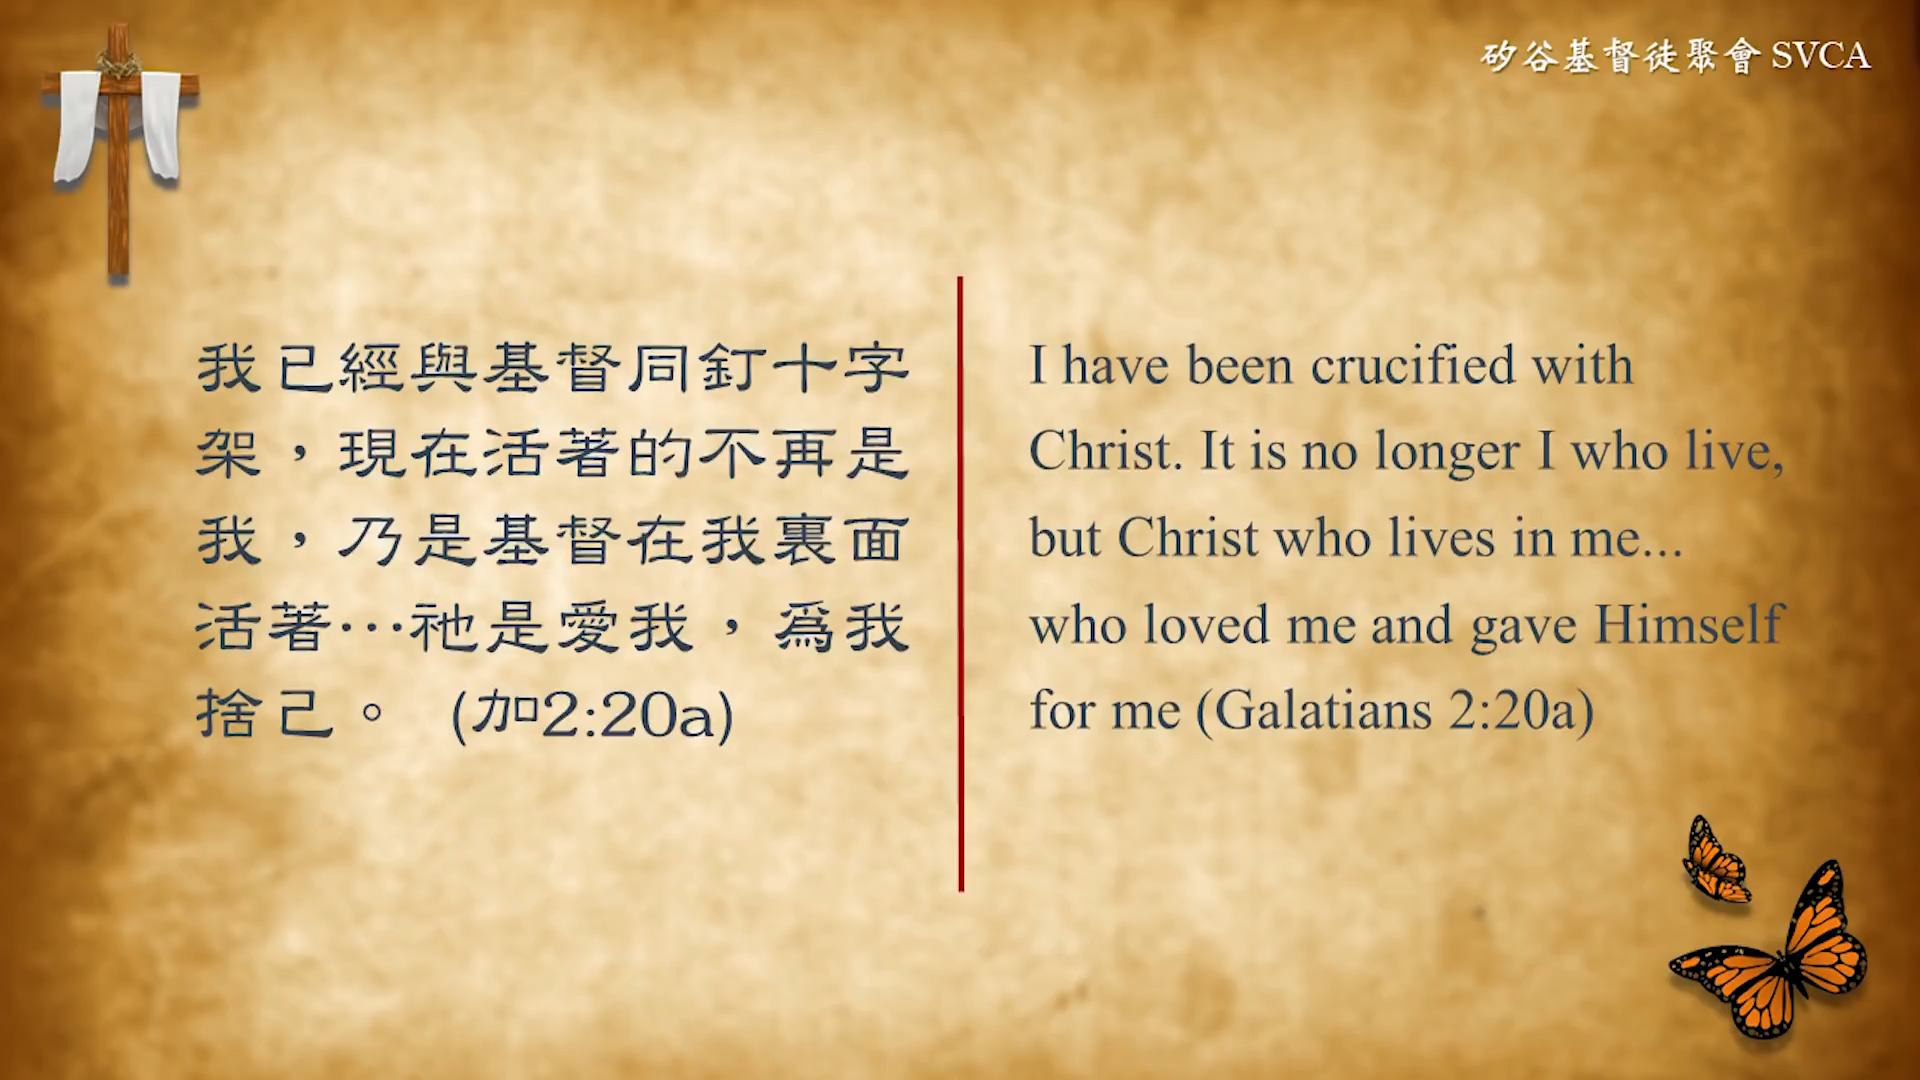 矽谷基督徒聚會 SVCA
我已經與基督同釘十字
架，現在活著的不再是
我，乃是基督在我裏面
活著…祂是愛我，為我
捨己。 (加2:20a)
I have been crucified with
Christ. It is no longer I who live,
but Christ who lives in me...
who loved me and gave Himself
for me (Galatians 2:20a)